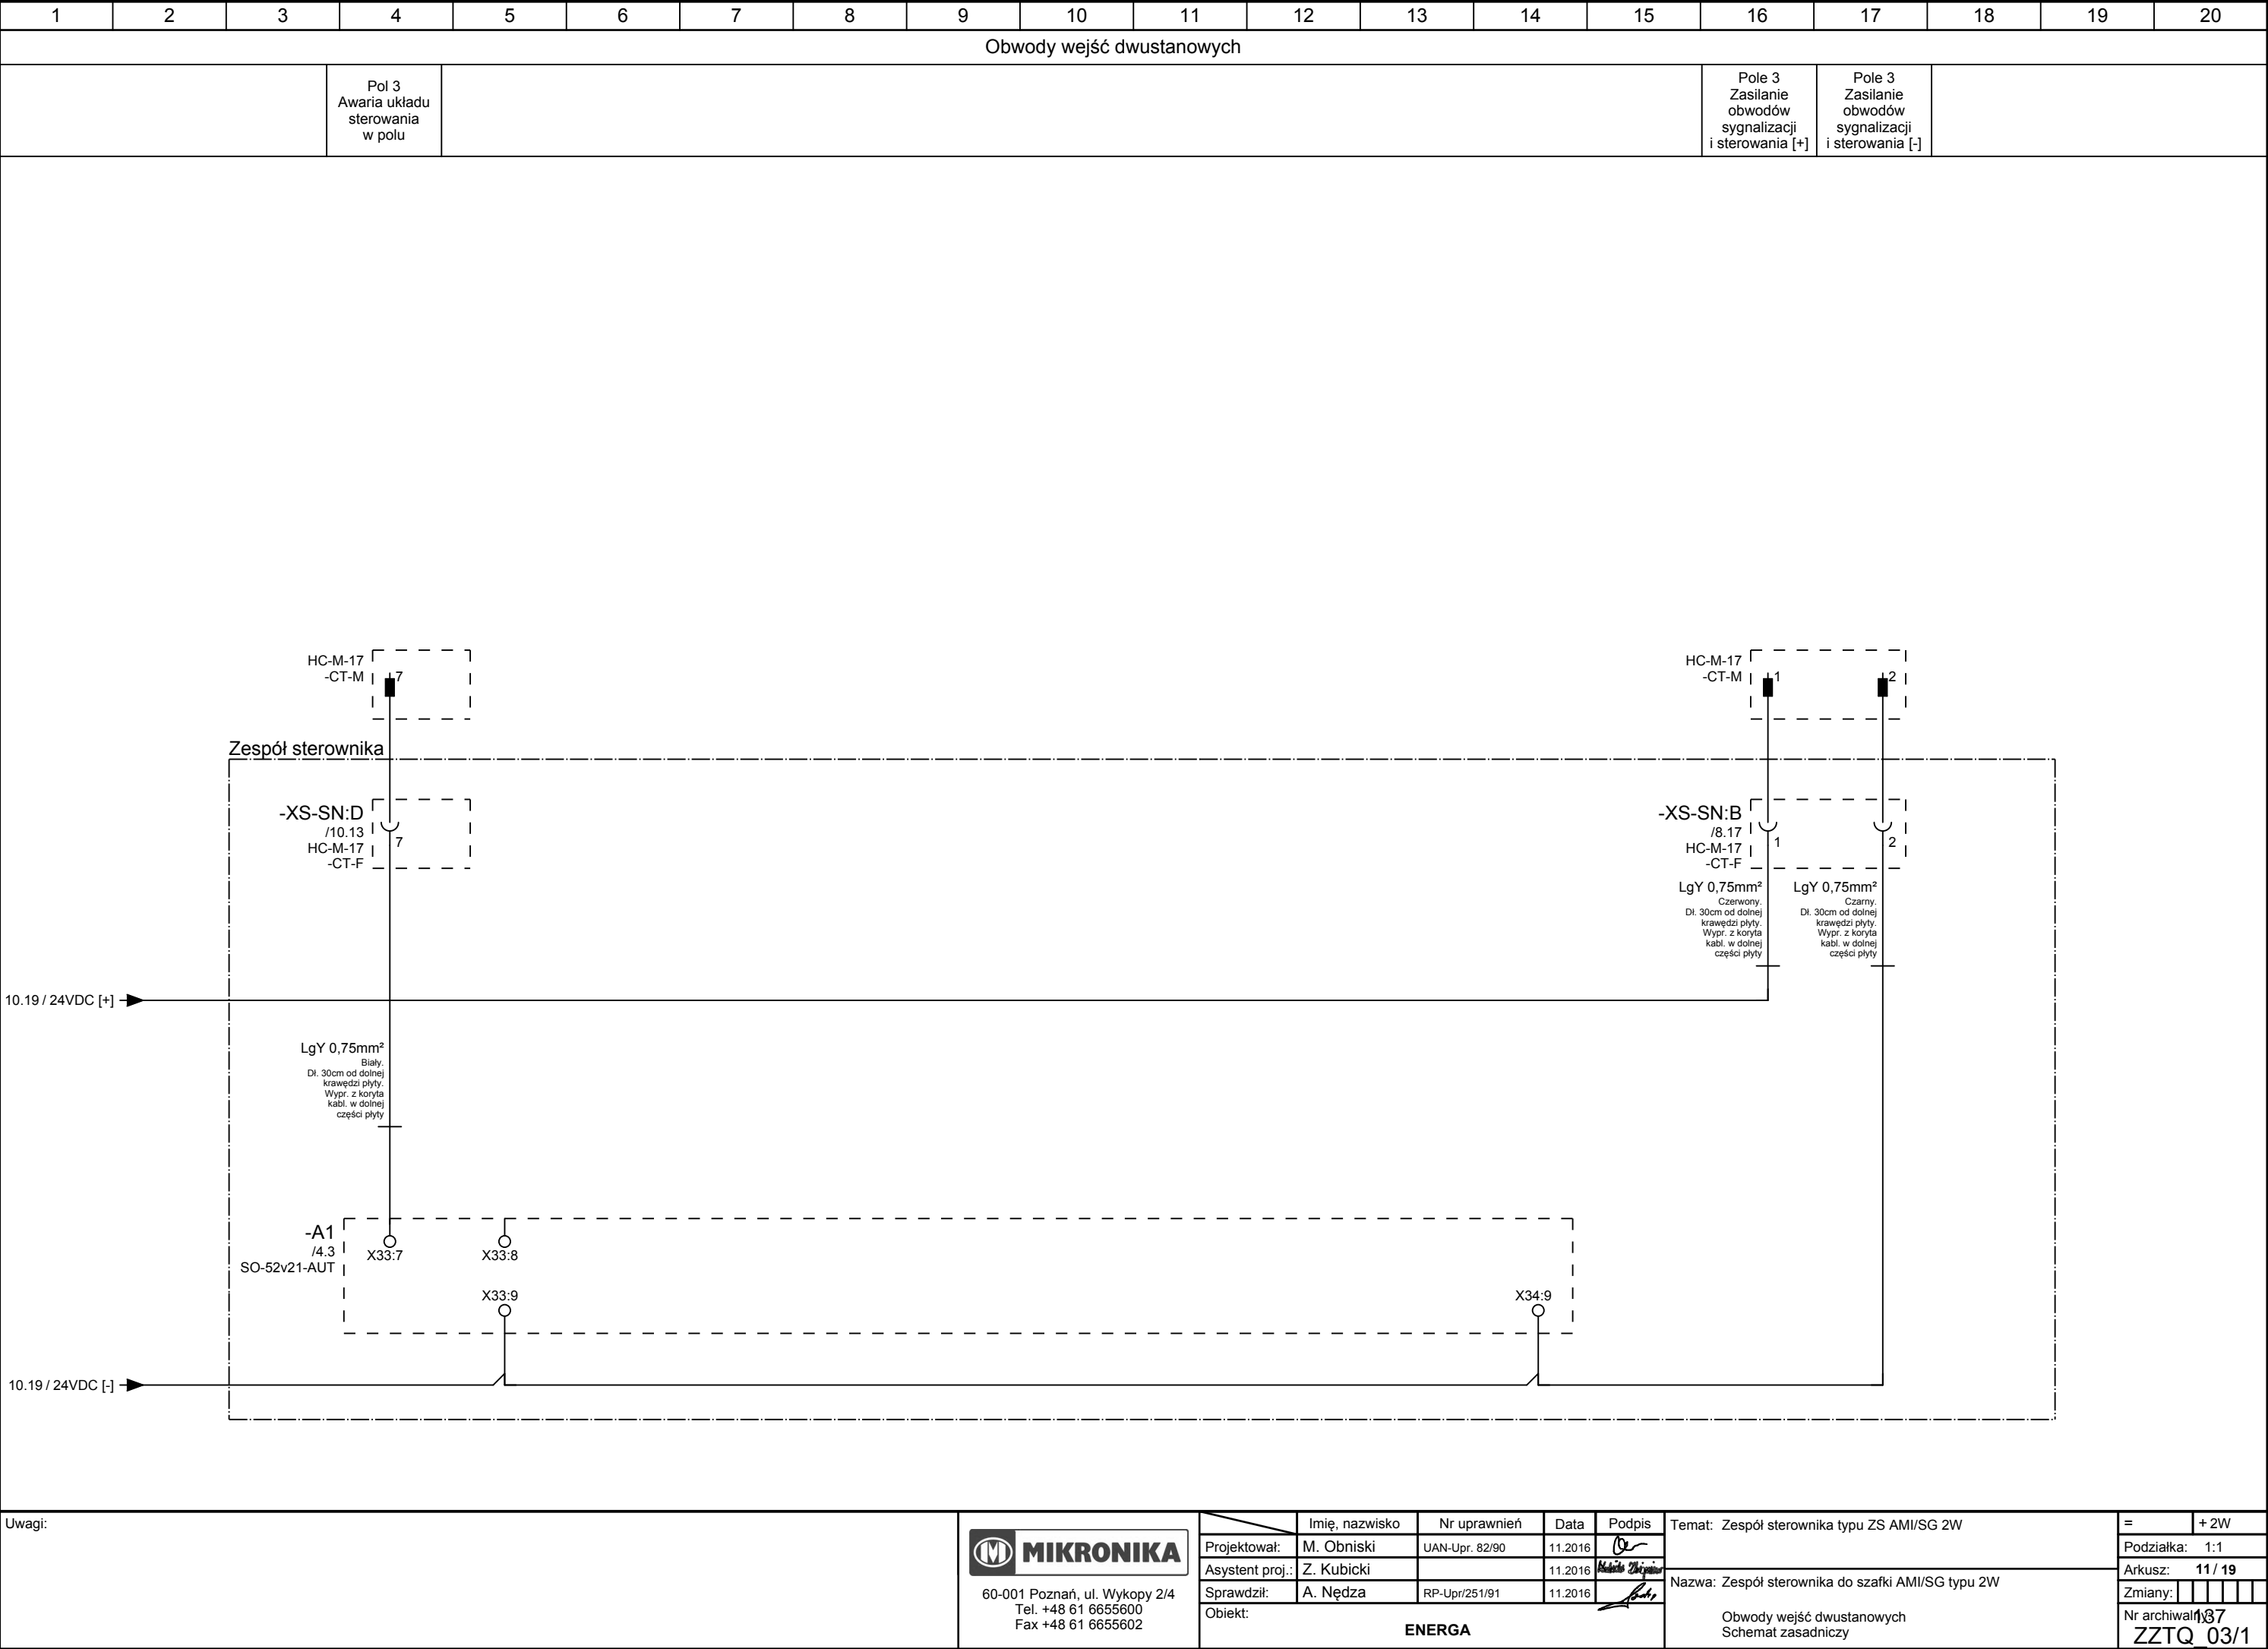 1 2 3 4 5 6 7 8 9 10 11 12 13 14 15 16 17 18 19 20
Obwody wejść dwustanowych
Pol 3
Awaria układu
sterowania
w polu
Pole 3
Zasilanie
obwodów
sygnalizacji
i sterowania [+]
Pole 3
Zasilanie
obwodów
sygnalizacji
i sterowania [-]
HC-M-17
-CT-M
7
HC-M-17
-CT-M
1
2
Zespół sterownika
-XS-SN:D
/10.13
HC-M-17
-CT-F
7
-XS-SN:B
/8.17
HC-M-17
-CT-F
1
2
LgY 0,75mm²
Czerwony.
Dł. 30cm od dolnej
krawędzi płyty.
Wypr. z koryta
kabl. w dolnej
części płyty
LgY 0,75mm²
Czarny.
Dł. 30cm od dolnej
krawędzi płyty.
Wypr. z koryta
kabl. w dolnej
części płyty
10.19 / 24VDC [+]
LgY 0,75mm²
Biały.
Dł. 30cm od dolnej
krawędzi płyty.
Wypr. z koryta
kabl. w dolnej
części płyty
-A1
/4.3
SO-52v21-AUT
X33:7
X33:8
X33:9
X34:9
10.19 / 24VDC [-]
Uwagi:
MIKRONIKA
60-001 Poznań, ul. Wykopy 2/4
Tel. +48 61 6655600
Fax +48 61 6655602
Imię, nazwisko Nr uprawnień Data Podpis
Projektował: M. Obniski UAN-Upr. 82/90 11.2016
Asystent proj.: Z. Kubicki 11.2016
Sprawdził: A. Nędza RP-Upr/251/91 11.2016
Obiekt:
ENERGA
Temat: Zespół sterownika typu ZS AMI/SG 2W
Nazwa: Zespół sterownika do szafki AMI/SG typu 2W
Obwody wejść dwustanowych
Schemat zasadniczy
= + 2W
Podziałka: 1:1
Arkusz: 11 / 19
Zmiany:
Nr archiwalny: 137
ZZTQ_03/1